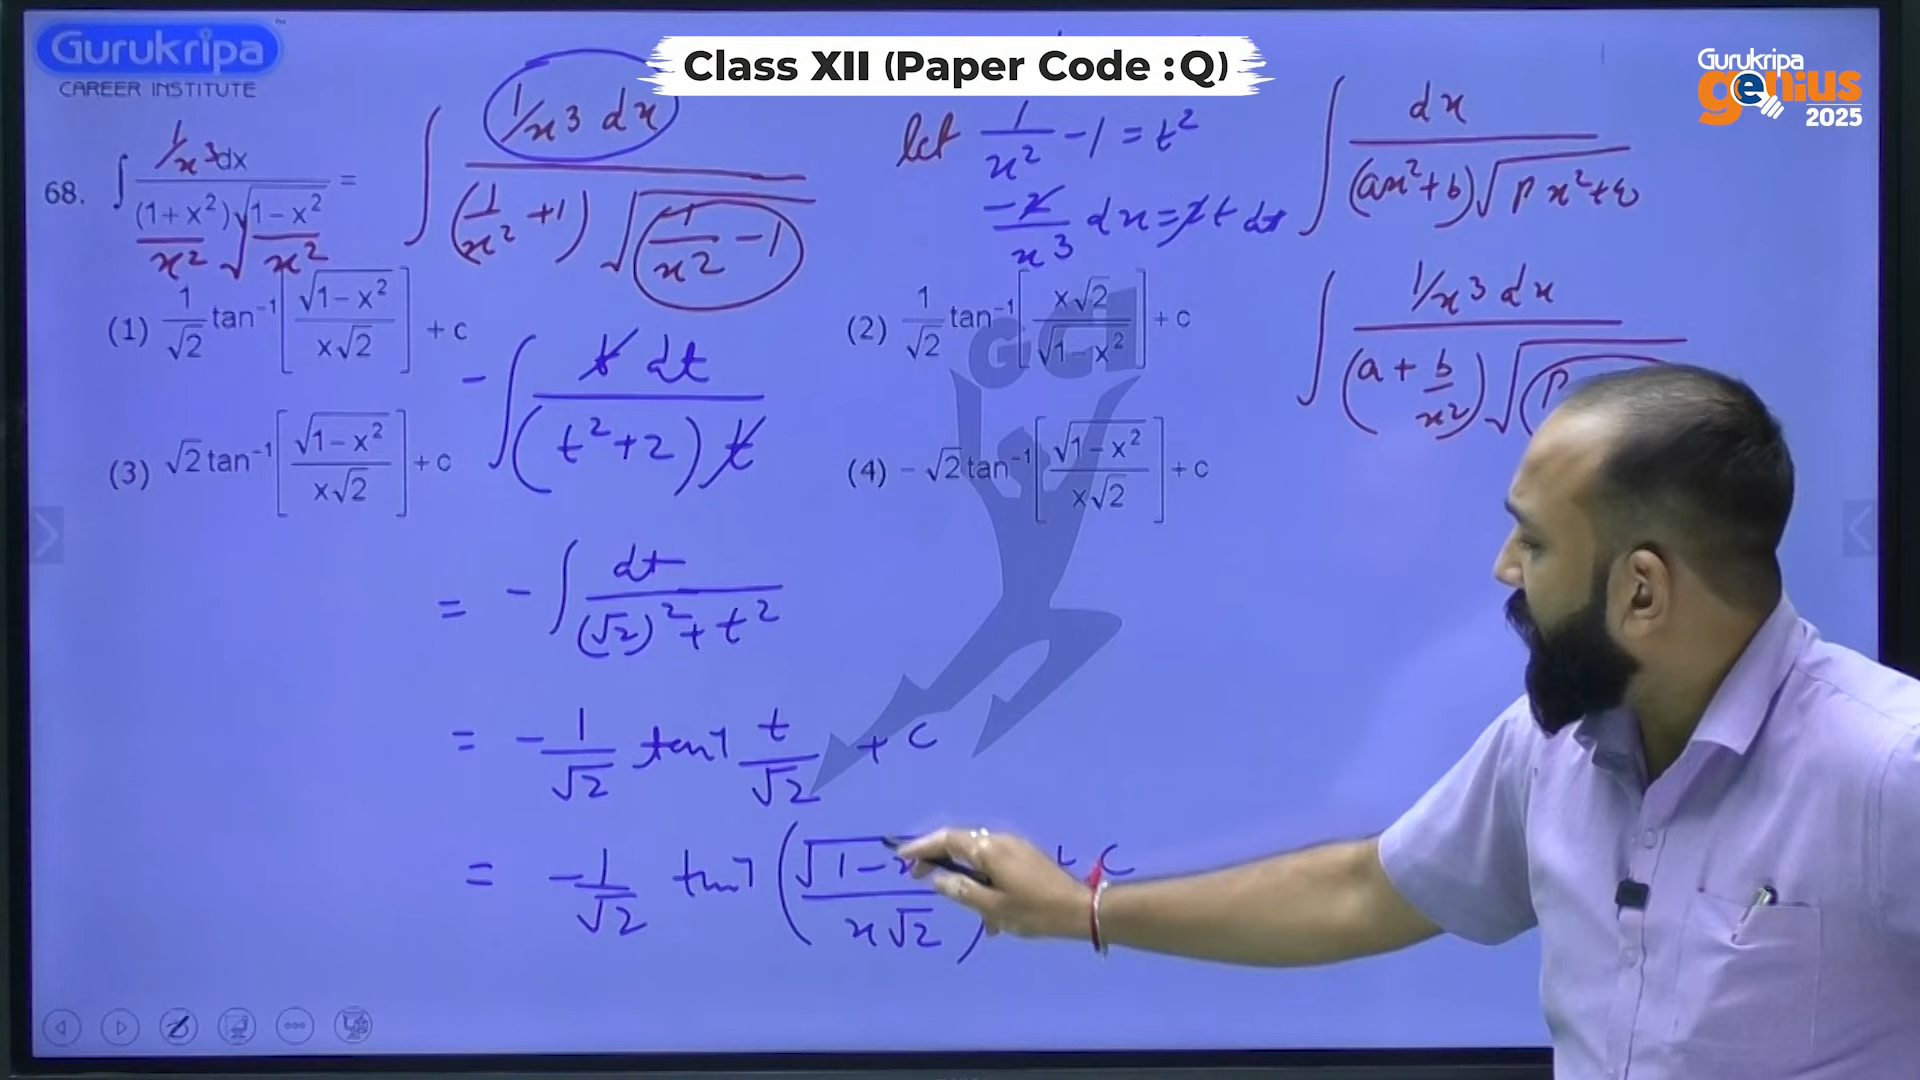 Gurukripa
CAREER INSTITUTE
Class XII (Paper Code : Q)
Gurukripa
genius
2025
68. ∫ 1/x³ dx / ((1+x²)/x² √((1−x²)/x²)) =
∫ 1/x³ dx / ((1/x² + 1) √(1/x² − 1))
let 1/x² − 1 = t²
−2/x³ dx = 2t dt
∫ dx / ((ax²+b) √(px²+q))
∫ 1/x³ dx / ((a + b/x²) √(p
(1) 1/√2 tan⁻¹[√(1−x²) / x√2] + c
(2) 1/√2 tan⁻¹[x√2 / √(1−x²)] + c
− ∫ t dt / ((t²+2) t)
(3) √2 tan⁻¹[√(1−x²) / x√2] + c
(4) −√2 tan⁻¹[√(1−x²) / x√2] + c
GCI
= − ∫ dt / ((√2)² + t²)
= − 1/√2 tan⁻¹ t/√2 + c
= − 1/√2 tan⁻¹ (√1−x / x√2) + c